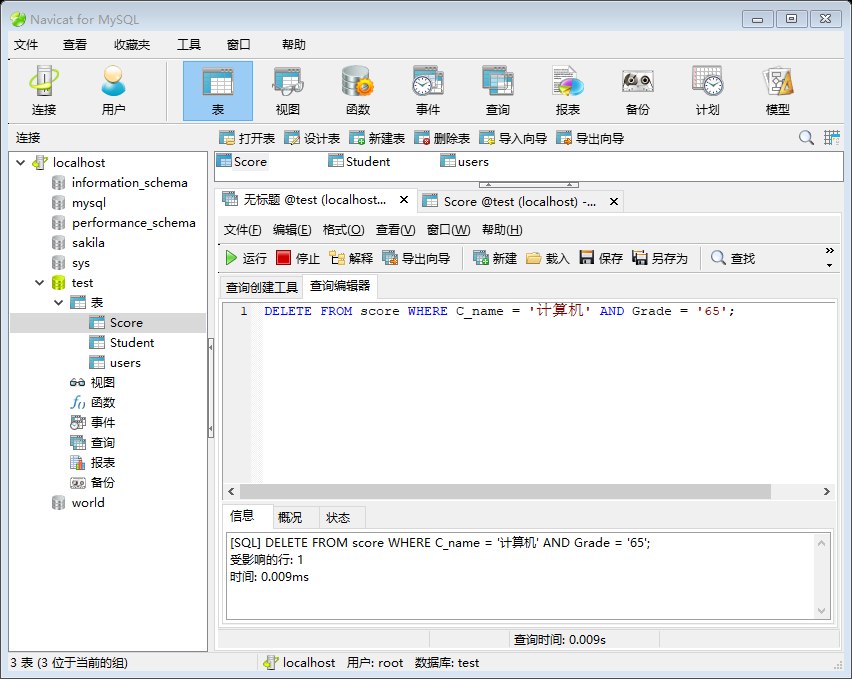 Navicat for MySQL
文件 查看 收藏夹 工具 窗口 帮助
连接 用户 表 视图 函数 事件 查询 报表 备份 计划 模型
连接
打开表 设计表 新建表 删除表 导入向导 导出向导
Score Student users
localhost
information_schema
mysql
performance_schema
sakila
sys
test
表
Score
Student
users
视图
函数
事件
查询
报表
备份
world
无标题 @test (localhost... Score @test (localhost) -...
文件(F) 编辑(E) 格式(O) 查看(V) 窗口(W) 帮助(H)
运行 停止 解释 导出向导 新建 载入 保存 另存为 查找 »
查询创建工具 查询编辑器
1 DELETE FROM score WHERE C_name = '计算机' AND Grade = '65';
信息 概况 状态
[SQL] DELETE FROM score WHERE C_name = '计算机' AND Grade = '65';
受影响的行: 1
时间: 0.009ms
查询时间: 0.009s
3 表 (3 位于当前的组) localhost 用户: root 数据库: test